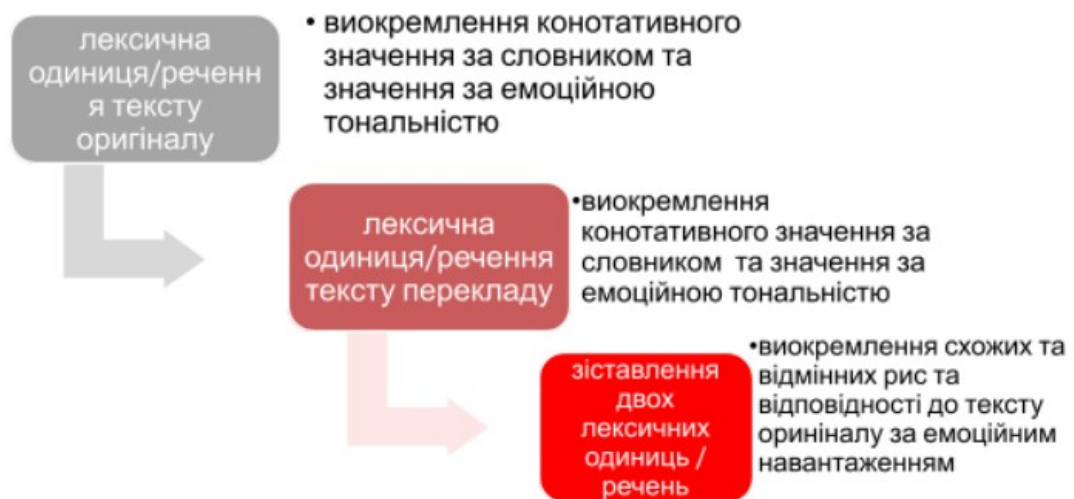 лексична
одиниця/реченн
я тексту
оригіналу
• виокремлення конотативного
значення за словником та
значення за емоційною
тональністю
лексична
одиниця/речення
тексту перекладу
•виокремлення
конотативного значення за
словником та значення за
емоційною тональністю
зіставлення
двох
лексичних
одиниць /
речень
•виокремлення схожих та
відмінних рис та
відповідності до тексту
ориніналу за емоційним
навантаженням